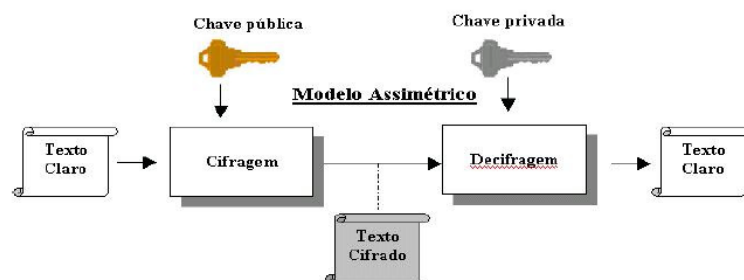 Chave pública
Chave privada
Modelo Assimétrico
Texto
Claro
Cifragem
Decifragem
Texto
Claro
Texto
Cifrado